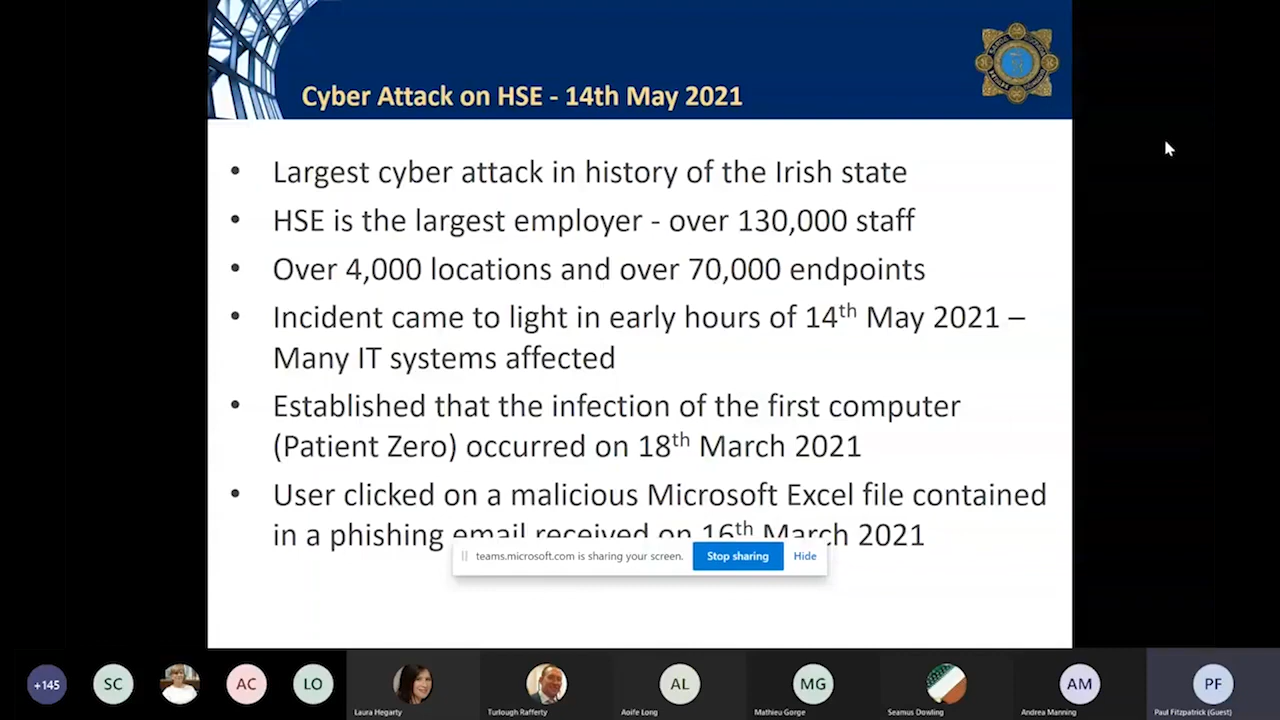 Cyber Attack on HSE - 14th May 2021
• Largest cyber attack in history of the Irish state
• HSE is the largest employer - over 130,000 staff
• Over 4,000 locations and over 70,000 endpoints
• Incident came to light in early hours of 14th May 2021 –
Many IT systems affected
• Established that the infection of the first computer
(Patient Zero) occurred on 18th March 2021
• User clicked on a malicious Microsoft Excel file contained
in a phishing email received on 16th March 2021
teams.microsoft.com is sharing your screen. Stop sharing Hide
+145 SC AC LO AL MG AM PF
Laura Hegarty Turlough Rafferty Aoife Long Mathieu Gorge Seamus Dowling Andrea Manning Paul Fitzpatrick (Guest)